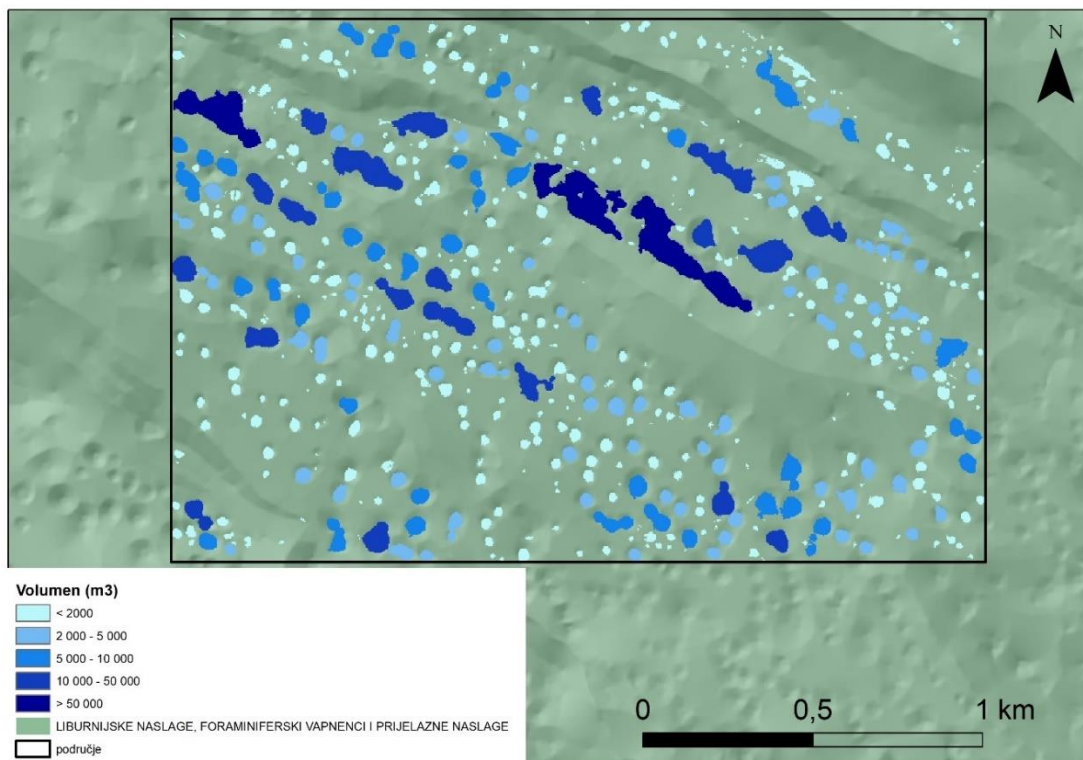 N
Volumen (m3)
< 2000
2 000 - 5 000
5 000 - 10 000
10 000 - 50 000
> 50 000
LIBURNIJSKE NASLAGE, FORAMINIFERSKI VAPNENCI I PRIJELAZNE NASLAGE
područje
0 0,5 1 km